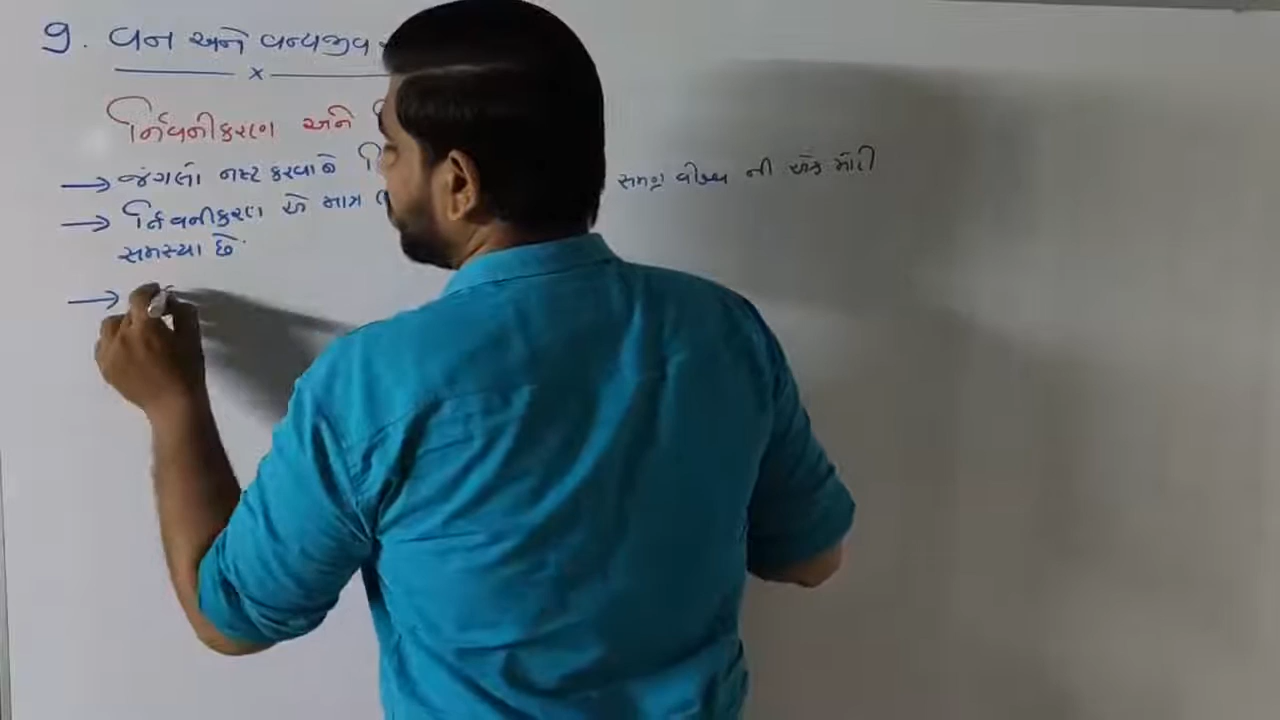 9. વન અને વન્યજીવ
નિર્વનીકરણ અને
→ જંગલો નષ્ટ કરવાને
→ નિર્વનીકરણ એ માત્ર સમગ્ર વિશ્વ ની એક મોટી
સમસ્યા છે.
→